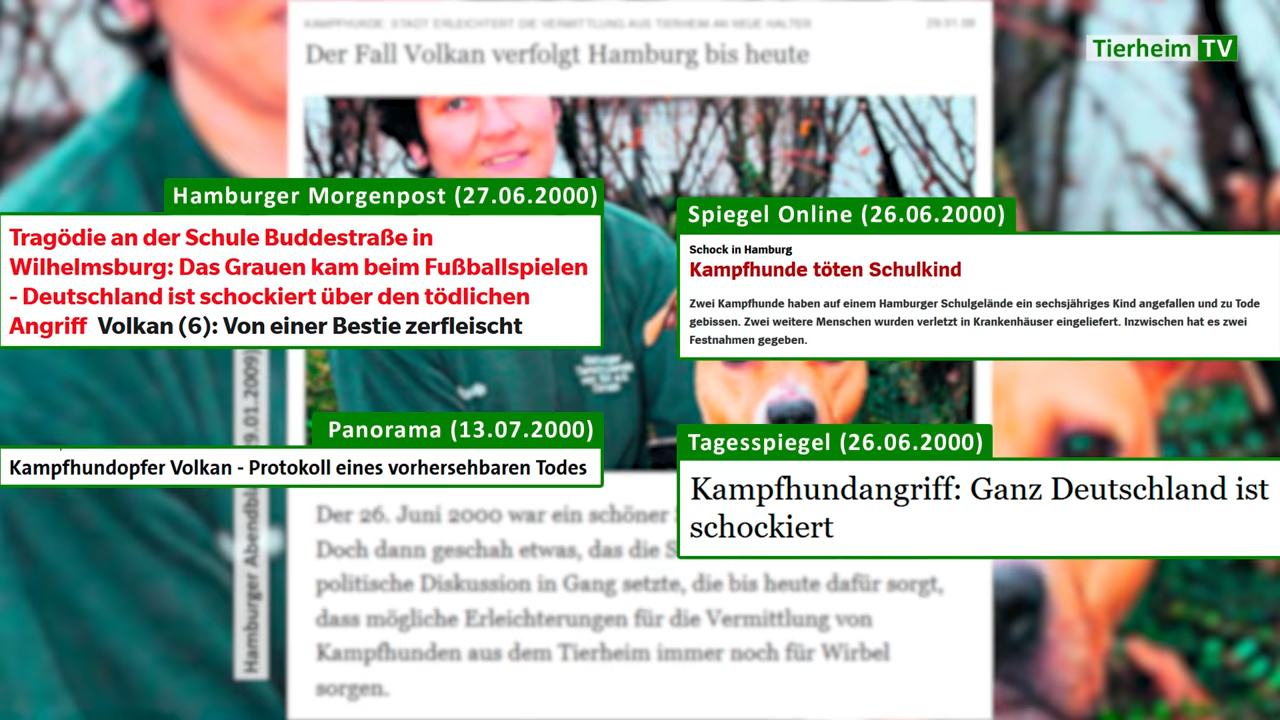 KAMPFHUNDE: STADT ERLEICHTERT DIE VERMITTLUNG AUS TIERHEIM AN NEUE HALTER
Der Fall Volkan verfolgt Hamburg bis heute
Tierheim TV
Hamburger Morgenpost (27.06.2000)
Tragödie an der Schule Buddestraße in
Wilhelmsburg: Das Grauen kam beim Fußballspielen
- Deutschland ist schockiert über den tödlichen
Angriff Volkan (6): Von einer Bestie zerfleischt
Spiegel Online (26.06.2000)
Schock in Hamburg
Kampfhunde töten Schulkind
Zwei Kampfhunde haben auf einem Hamburger Schulgelände ein sechsjähriges Kind angefallen und zu Tode
gebissen. Zwei weitere Menschen wurden verletzt in Krankenhäuser eingeliefert. Inzwischen hat es zwei
Festnahmen gegeben.
Panorama (13.07.2000)
Kampfhundopfer Volkan - Protokoll eines vorhersehbaren Todes
Tagesspiegel (26.06.2000)
Kampfhundangriff: Ganz Deutschland ist
schockiert
Hamburger Abendbl 9.01.2009)
Der 26. Juni 2000 war ein schöner
Doch dann geschah etwas, das die
politische Diskussion in Gang setzte, die bis heute dafür sorgt,
dass mögliche Erleichterungen für die Vermittlung von
Kampfhunden aus dem Tierheim immer noch für Wirbel
sorgen.